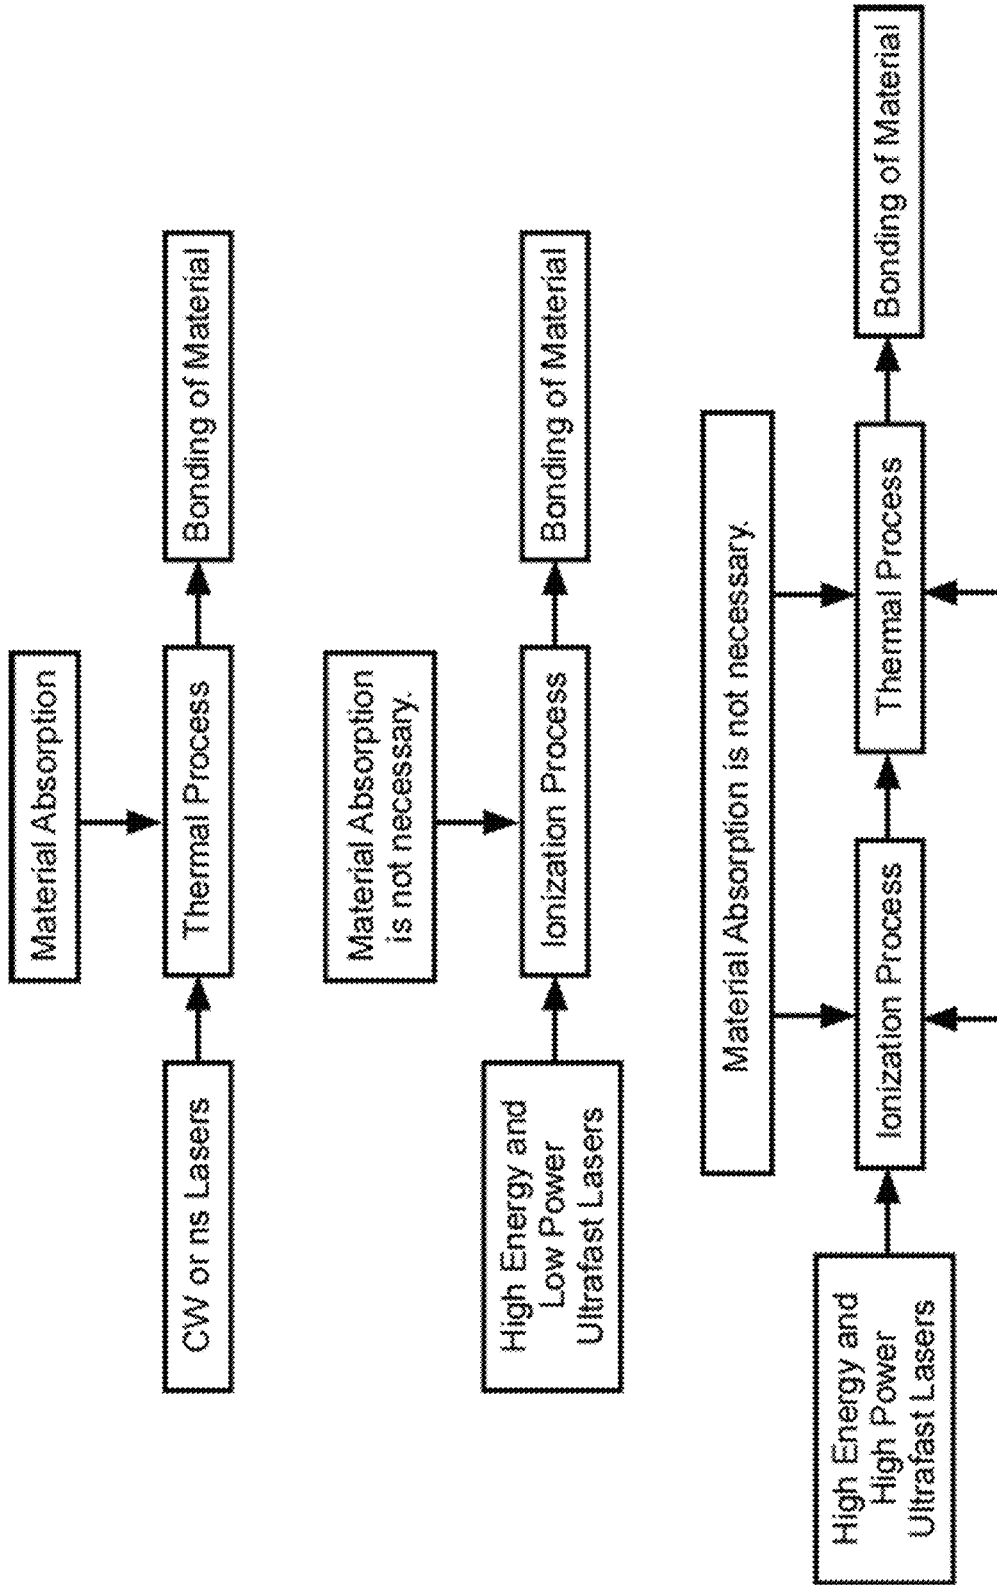 Material Absorption
CW or ns Lasers
Thermal Process
Bonding of Material
Material Absorption
is not necessary.
High Energy and
Low Power
Ultrafast Lasers
Ionization Process
Bonding of Material
Material Absorption is not necessary.
High Energy and
High Power
Ultrafast Lasers
Ionization Process
Thermal Process
Bonding of Material